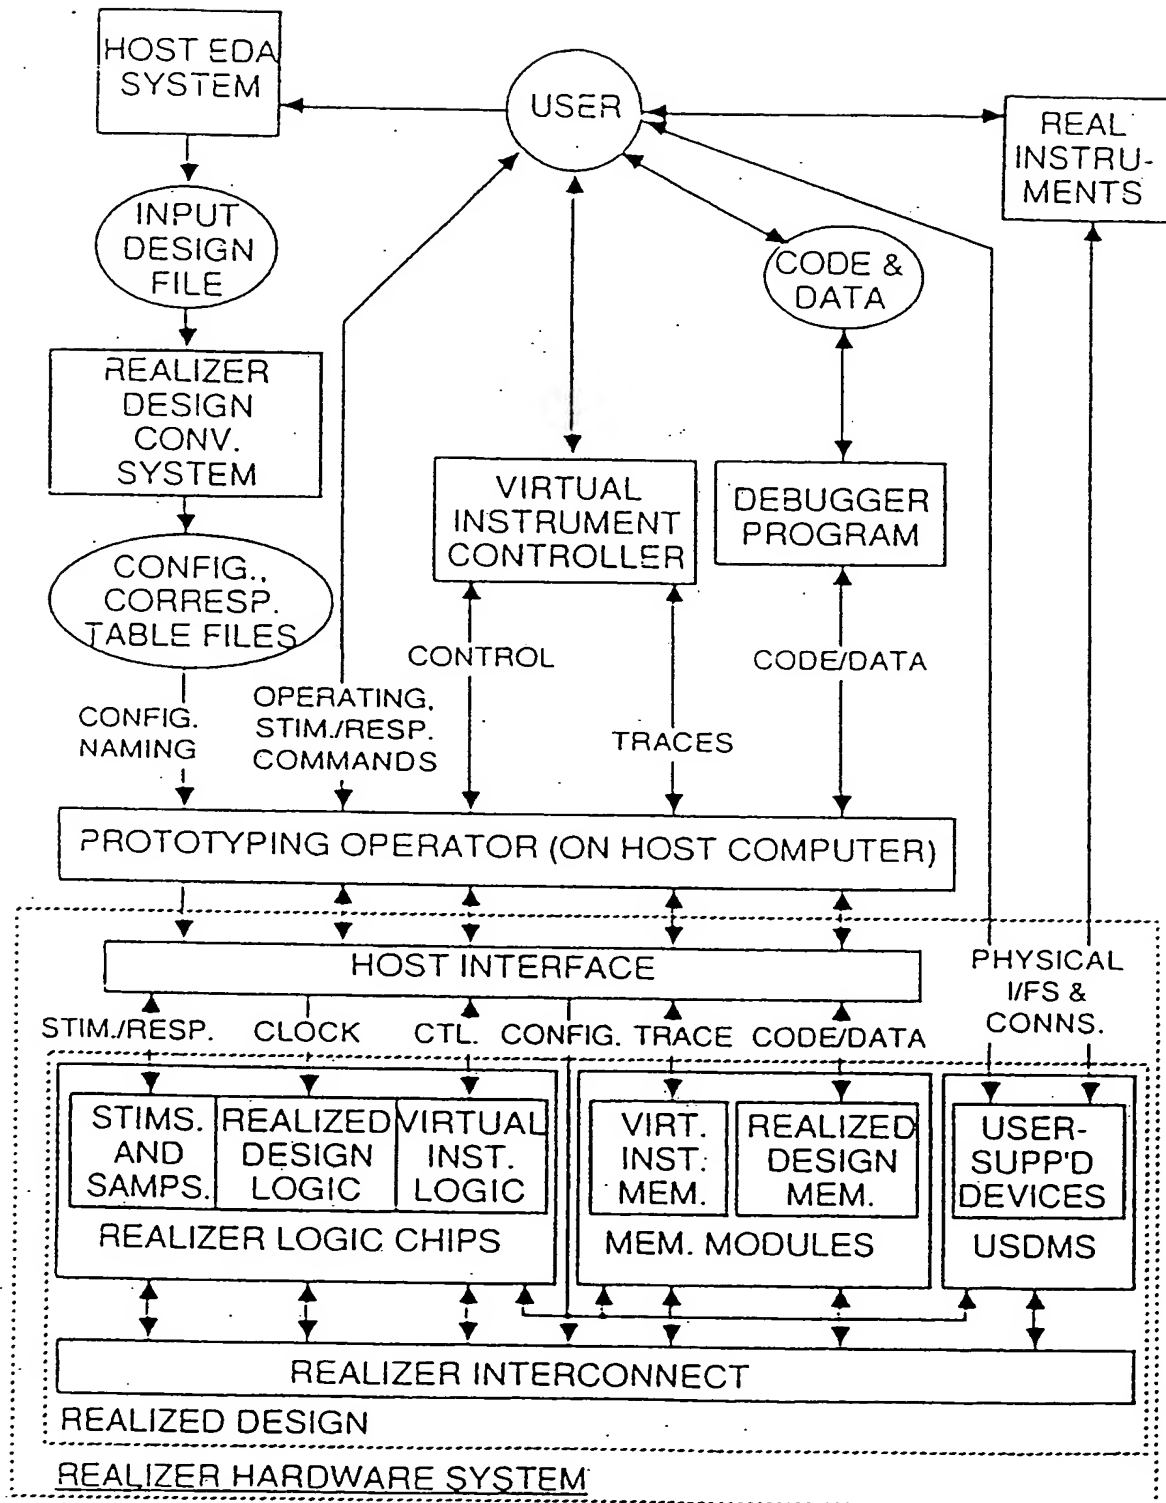 HOST EDA
SYSTEM
USER
REAL
INSTRU-
MENTS
INPUT
DESIGN
FILE
CODE &
DATA
REALIZER
DESIGN
CONV.
SYSTEM
VIRTUAL
INSTRUMENT
CONTROLLER
DEBUGGER
PROGRAM
CONFIG.,
CORRESP.
TABLE FILES
CONTROL
CODE/DATA
CONFIG.
NAMING
OPERATING,
STIM./RESP.
COMMANDS
TRACES
PROTOTYPING OPERATOR (ON HOST COMPUTER)
HOST INTERFACE
PHYSICAL
I/FS &
CONNS.
STIM./RESP.
CLOCK
CTL.
CONFIG.
TRACE
CODE/DATA
STIMS.
AND
SAMPS.
REALIZED
DESIGN
LOGIC
VIRTUAL
INST.
LOGIC
REALIZER LOGIC CHIPS
VIRT.
INST.
MEM.
REALIZED
DESIGN
MEM.
MEM. MODULES
USER-
SUPP'D
DEVICES
USDMS
REALIZER INTERCONNECT
REALIZED DESIGN
REALIZER HARDWARE SYSTEM